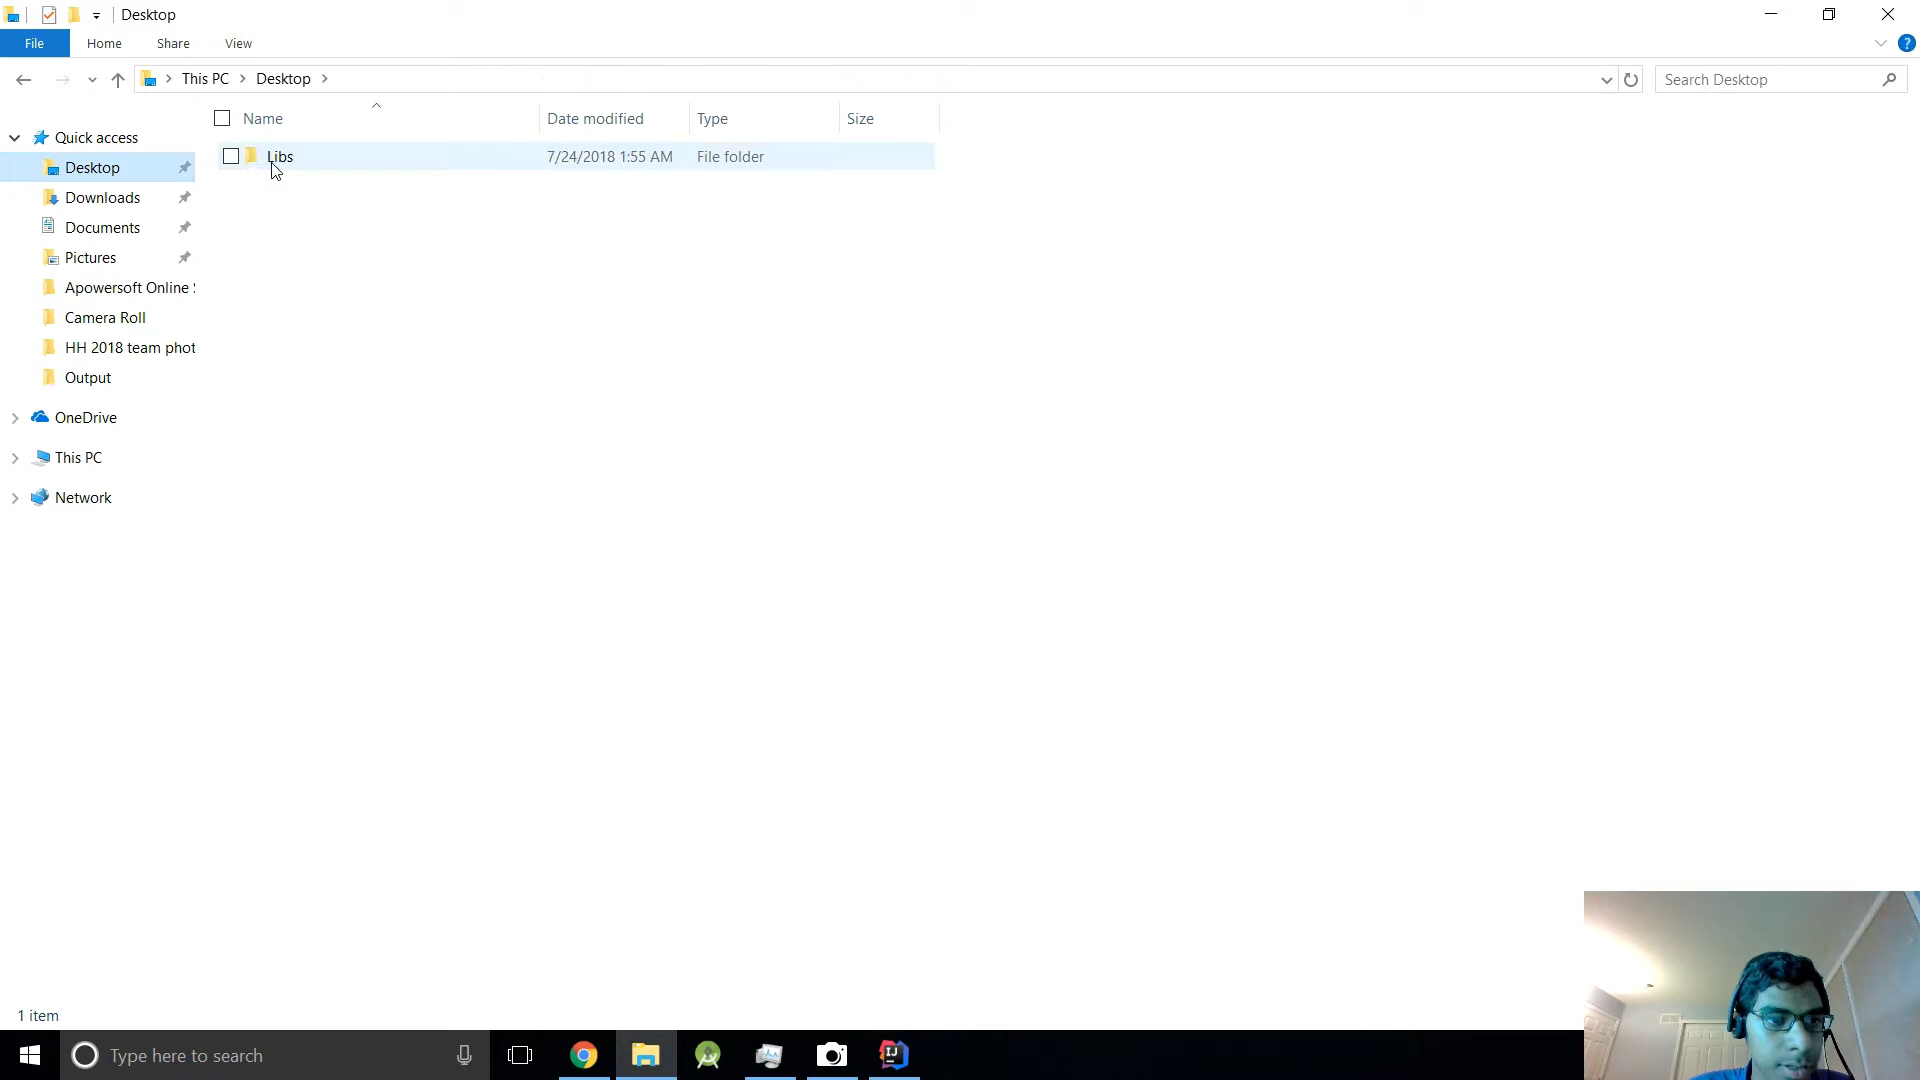 Desktop
File Home Share View
This PC Desktop Search Desktop
Name Date modified Type Size
Quick access
Libs 7/24/2018 1:55 AM File folder
Desktop
Downloads
Documents
Pictures
Apowersoft Online
Camera Roll
HH 2018 team phot
Output
OneDrive
This PC
Network
1 item
Type here to search